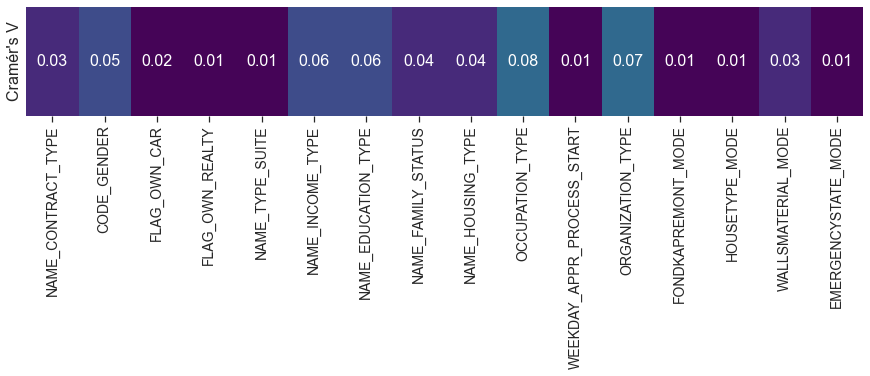 Cramér's V
0.03 0.05 0.02 0.01 0.01 0.06 0.06 0.04 0.04 0.08 0.01 0.07 0.01 0.01 0.03 0.01
NAME_CONTRACT_TYPE
CODE_GENDER
FLAG_OWN_CAR
FLAG_OWN_REALTY
NAME_TYPE_SUITE
NAME_INCOME_TYPE
NAME_EDUCATION_TYPE
NAME_FAMILY_STATUS
NAME_HOUSING_TYPE
OCCUPATION_TYPE
WEEKDAY_APPR_PROCESS_START
ORGANIZATION_TYPE
FONDKAPREMONT_MODE
HOUSETYPE_MODE
WALLSMATERIAL_MODE
EMERGENCYSTATE_MODE